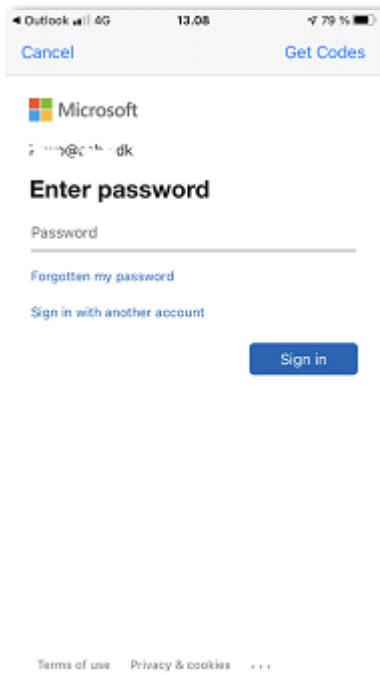 ◀ Outlook 4G 13.08 79 %
Cancel Get Codes
Microsoft
dk
Enter password
Password
Forgotten my password
Sign in with another account
Sign in
Terms of use Privacy & cookies ...